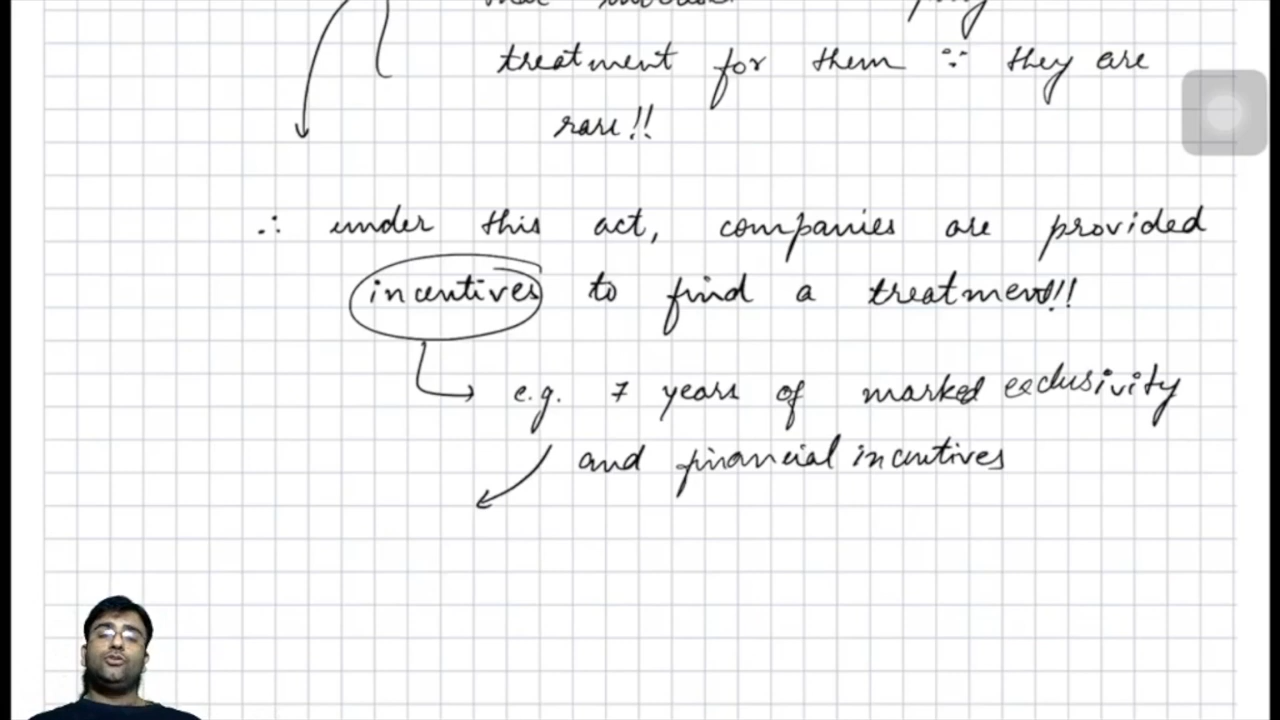 treatment for them ∵ they are
rare!!
∴ under this act, companies are provided
incentives to find a treatment!!
e.g. 7 years of marked exclusivity
and financial incentives